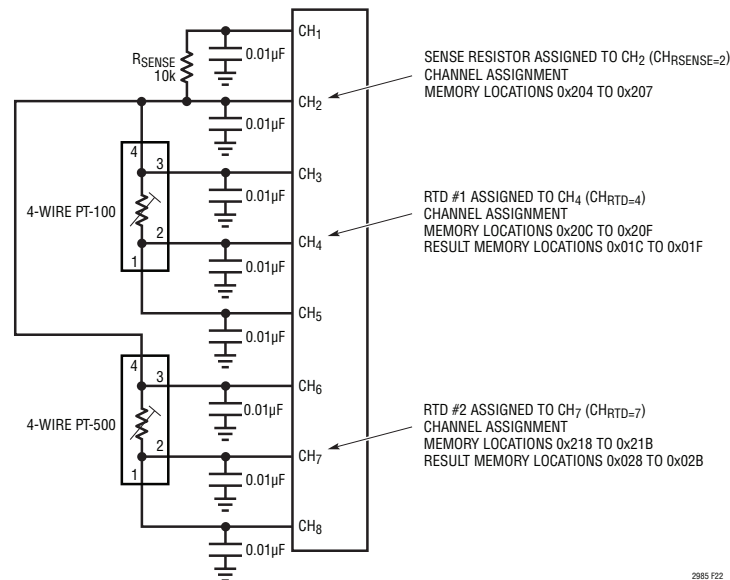 CH1
0.01µF
RSENSE
10k
SENSE RESISTOR ASSIGNED TO CH2 (CHRSENSE=2)
CHANNEL ASSIGNMENT
MEMORY LOCATIONS 0x204 TO 0x207
CH2
0.01µF
4
3
CH3
0.01µF
4-WIRE PT-100
RTD #1 ASSIGNED TO CH4 (CHRTD=4)
CHANNEL ASSIGNMENT
MEMORY LOCATIONS 0x20C TO 0x20F
RESULT MEMORY LOCATIONS 0x01C TO 0x01F
2
CH4
1
0.01µF
CH5
0.01µF
4
3
CH6
0.01µF
4-WIRE PT-500
RTD #2 ASSIGNED TO CH7 (CHRTD=7)
CHANNEL ASSIGNMENT
MEMORY LOCATIONS 0x218 TO 0x21B
RESULT MEMORY LOCATIONS 0x028 TO 0x02B
2
CH7
1
0.01µF
CH8
0.01µF
2985 F22